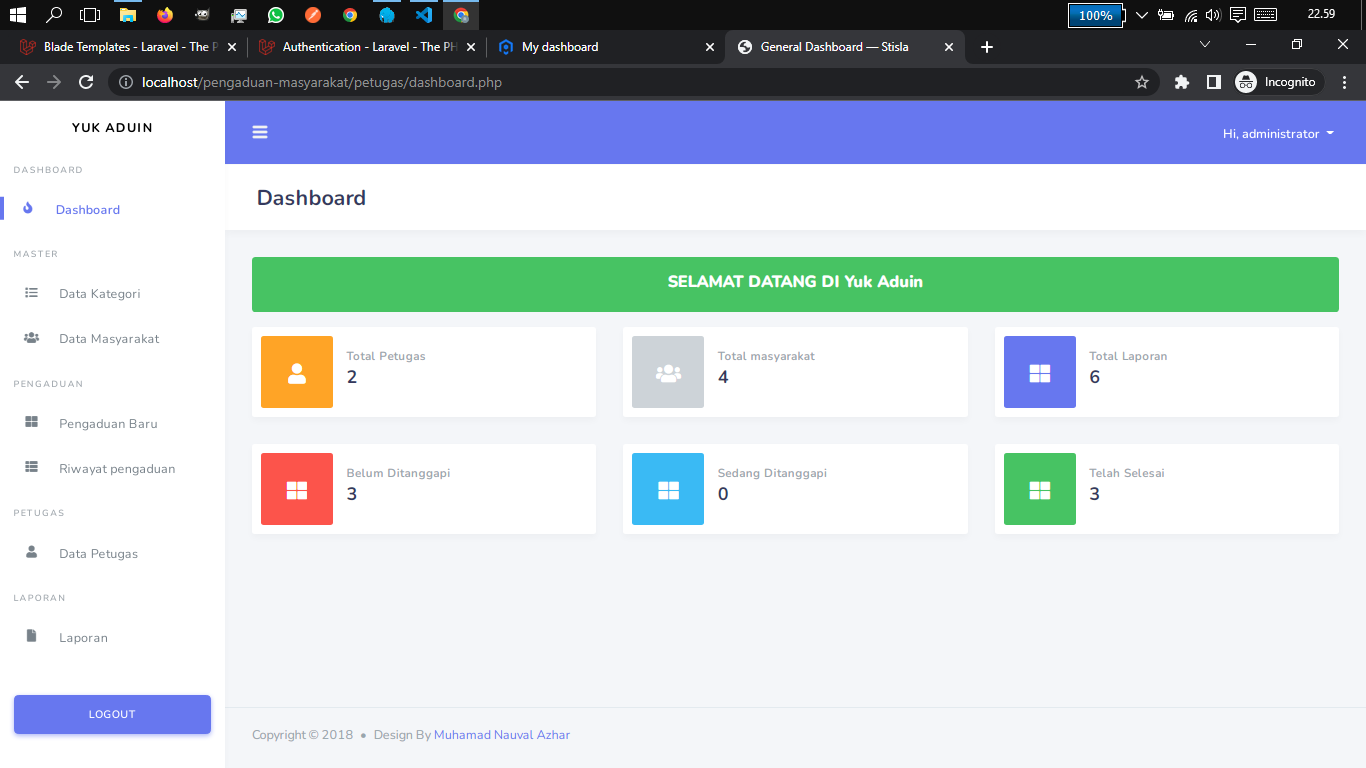 100%
22.59
Blade Templates - Laravel - The P
Authentication - Laravel - The PH
My dashboard
General Dashboard — Stisla
localhost/pengaduan-masyarakat/petugas/dashboard.php
Incognito
YUK ADUIN
Hi, administrator
DASHBOARD
Dashboard
Dashboard
MASTER
Data Kategori
Data Masyarakat
PENGADUAN
Pengaduan Baru
Riwayat pengaduan
PETUGAS
Data Petugas
LAPORAN
Laporan
LOGOUT
SELAMAT DATANG DI Yuk Aduin
Total Petugas
2
Total masyarakat
4
Total Laporan
6
Belum Ditanggapi
3
Sedang Ditanggapi
0
Telah Selesai
3
Copyright © 2018 • Design By Muhamad Nauval Azhar